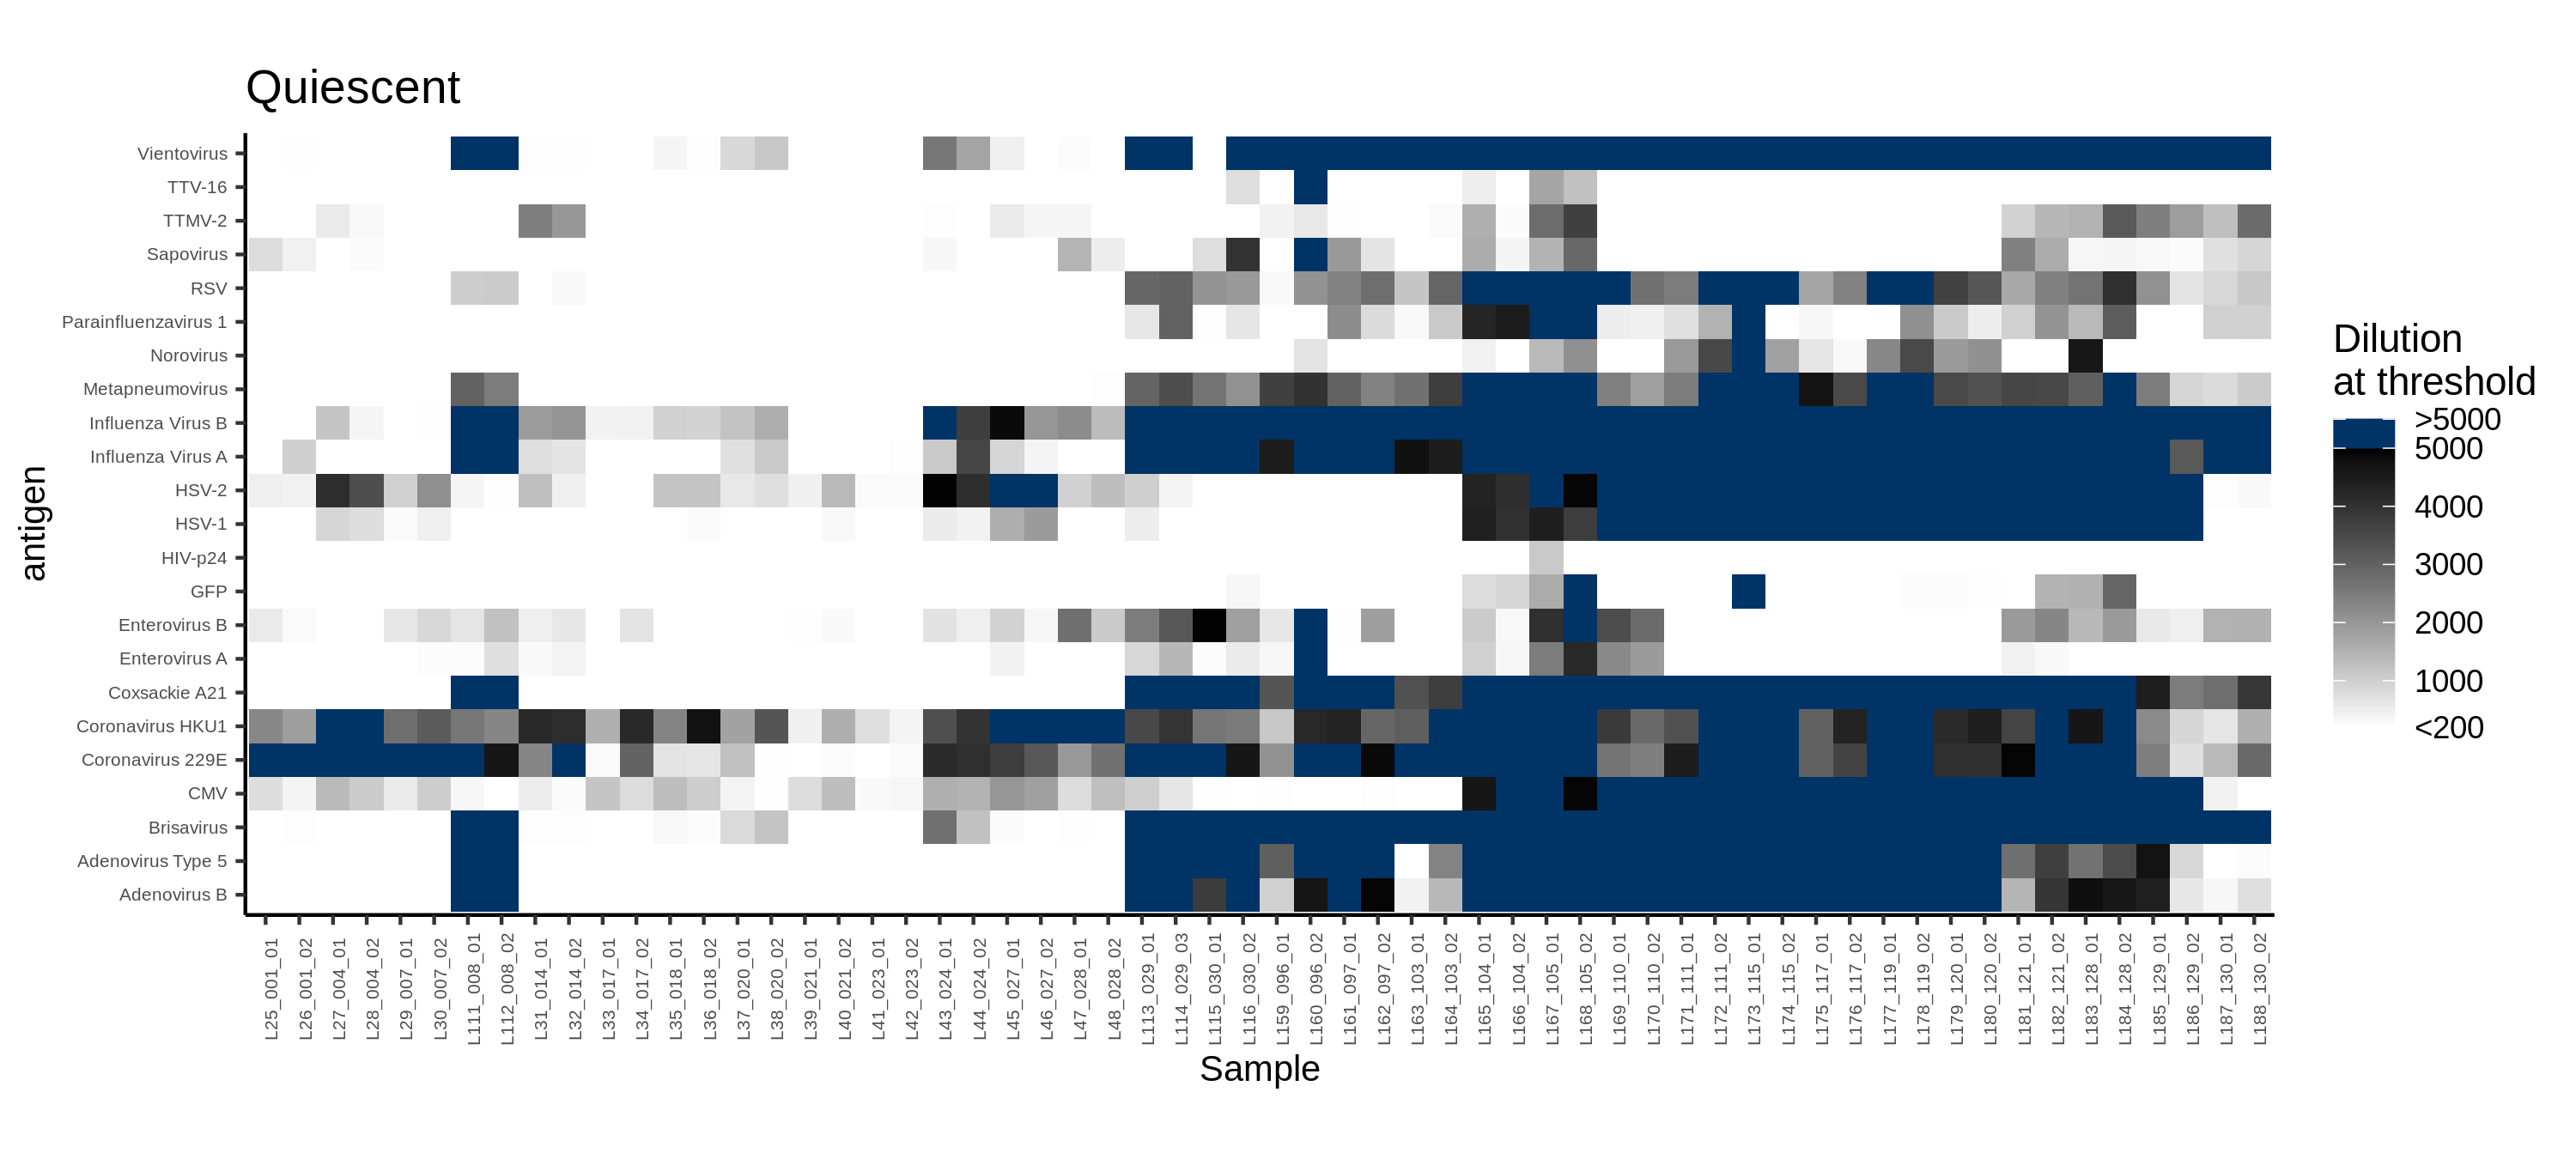 Quiescent
antigen
Vientovirus
TTV-16
TTMV-2
Sapovirus
RSV
Parainfluenzavirus 1
Norovirus
Metapneumovirus
Influenza Virus B
Influenza Virus A
HSV-2
HSV-1
HIV-p24
GFP
Enterovirus B
Enterovirus A
Coxsackie A21
Coronavirus HKU1
Coronavirus 229E
CMV
Brisavirus
Adenovirus Type 5
Adenovirus B
L25_001_01
L26_001_02
L27_004_01
L28_004_02
L29_007_01
L30_007_02
L111_008_01
L112_008_02
L31_014_01
L32_014_02
L33_017_01
L34_017_02
L35_018_01
L36_018_02
L37_020_01
L38_020_02
L39_021_01
L40_021_02
L41_023_01
L42_023_02
L43_024_01
L44_024_02
L45_027_01
L46_027_02
L47_028_01
L48_028_02
L113_029_01
L114_029_03
L115_030_01
L116_030_02
L159_096_01
L160_096_02
L161_097_01
L162_097_02
L163_103_01
L164_103_02
L165_104_01
L166_104_02
L167_105_01
L168_105_02
L169_110_01
L170_110_02
L171_111_01
L172_111_02
L173_115_01
L174_115_02
L175_117_01
L176_117_02
L177_119_01
L178_119_02
L179_120_01
L180_120_02
L181_121_01
L182_121_02
L183_128_01
L184_128_02
L185_129_01
L186_129_02
L187_130_01
L188_130_02
Sample
Dilution
at threshold
>5000
5000
4000
3000
2000
1000
<200